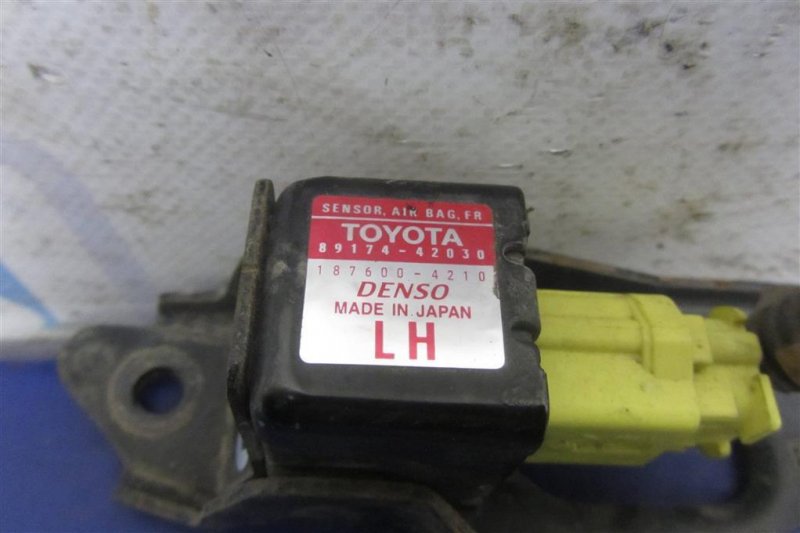 SENSOR, AIR BAG, FR
TOYOTA
89174-42030
187600-4210
DENSO
MADE IN JAPAN
LH